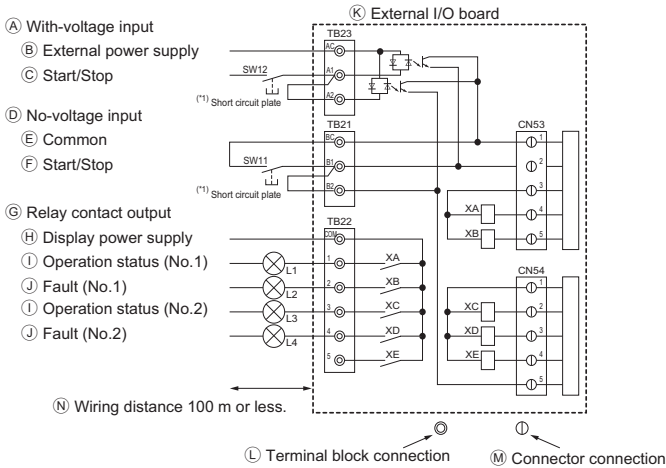 Ⓚ External I/O board
Ⓐ With-voltage input
Ⓑ External power supply
Ⓒ Start/Stop
SW12
(*1) Short circuit plate
TB23
AC
A1
A2
Ⓓ No-voltage input
Ⓔ Common
Ⓕ Start/Stop
SW11
(*1) Short circuit plate
TB21
BC
B1
B2
CN53
1
2
3
4
5
XA
XB
Ⓖ Relay contact output
Ⓗ Display power supply
Ⓘ Operation status (No.1)
Ⓙ Fault (No.1)
Ⓘ Operation status (No.2)
Ⓙ Fault (No.2)
L1
L2
L3
L4
TB22
COM
1
2
3
4
5
XA
XB
XC
XD
XE
CN54
1
2
3
4
5
XC
XD
XE
Ⓝ Wiring distance 100 m or less.
Ⓛ Terminal block connection
Ⓜ Connector connection